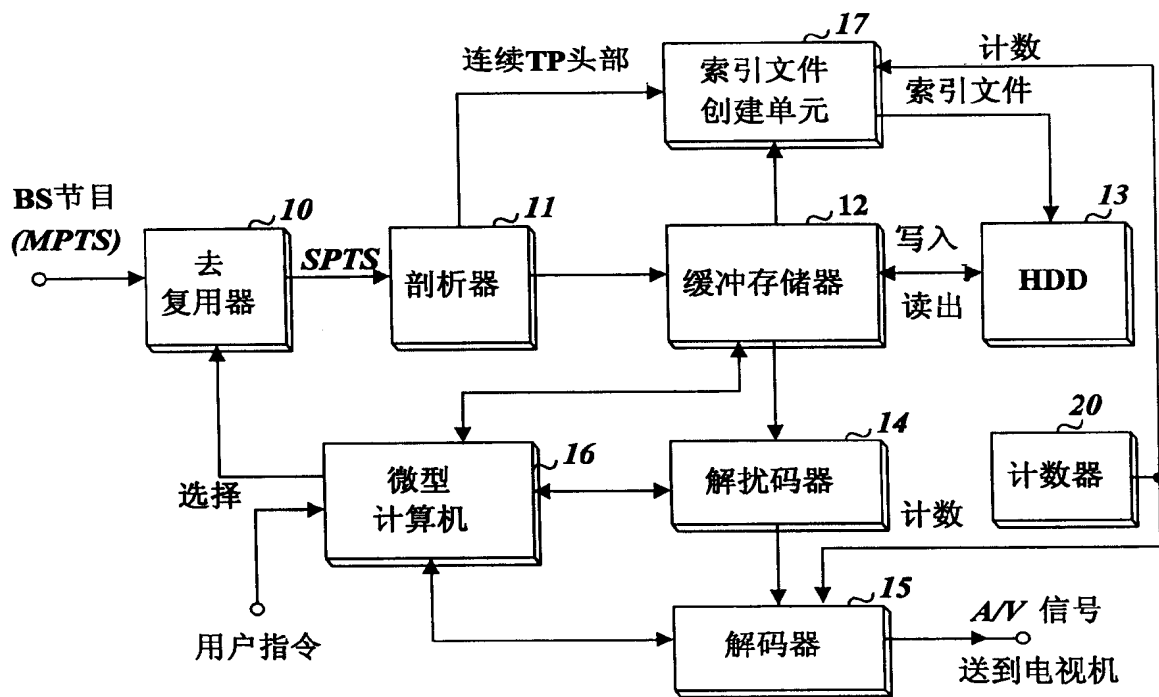 17
连续TP头部
索引文件
创建单元
计数
索引文件
BS节目
(MPTS)
10
去
复用器
SPTS
11
剖析器
12
缓冲存储器
写入
读出
13
HDD
选择
16
微型
计算机
14
解扰码器
计数
20
计数器
用户指令
15
解码器
A/V 信号
送到电视机